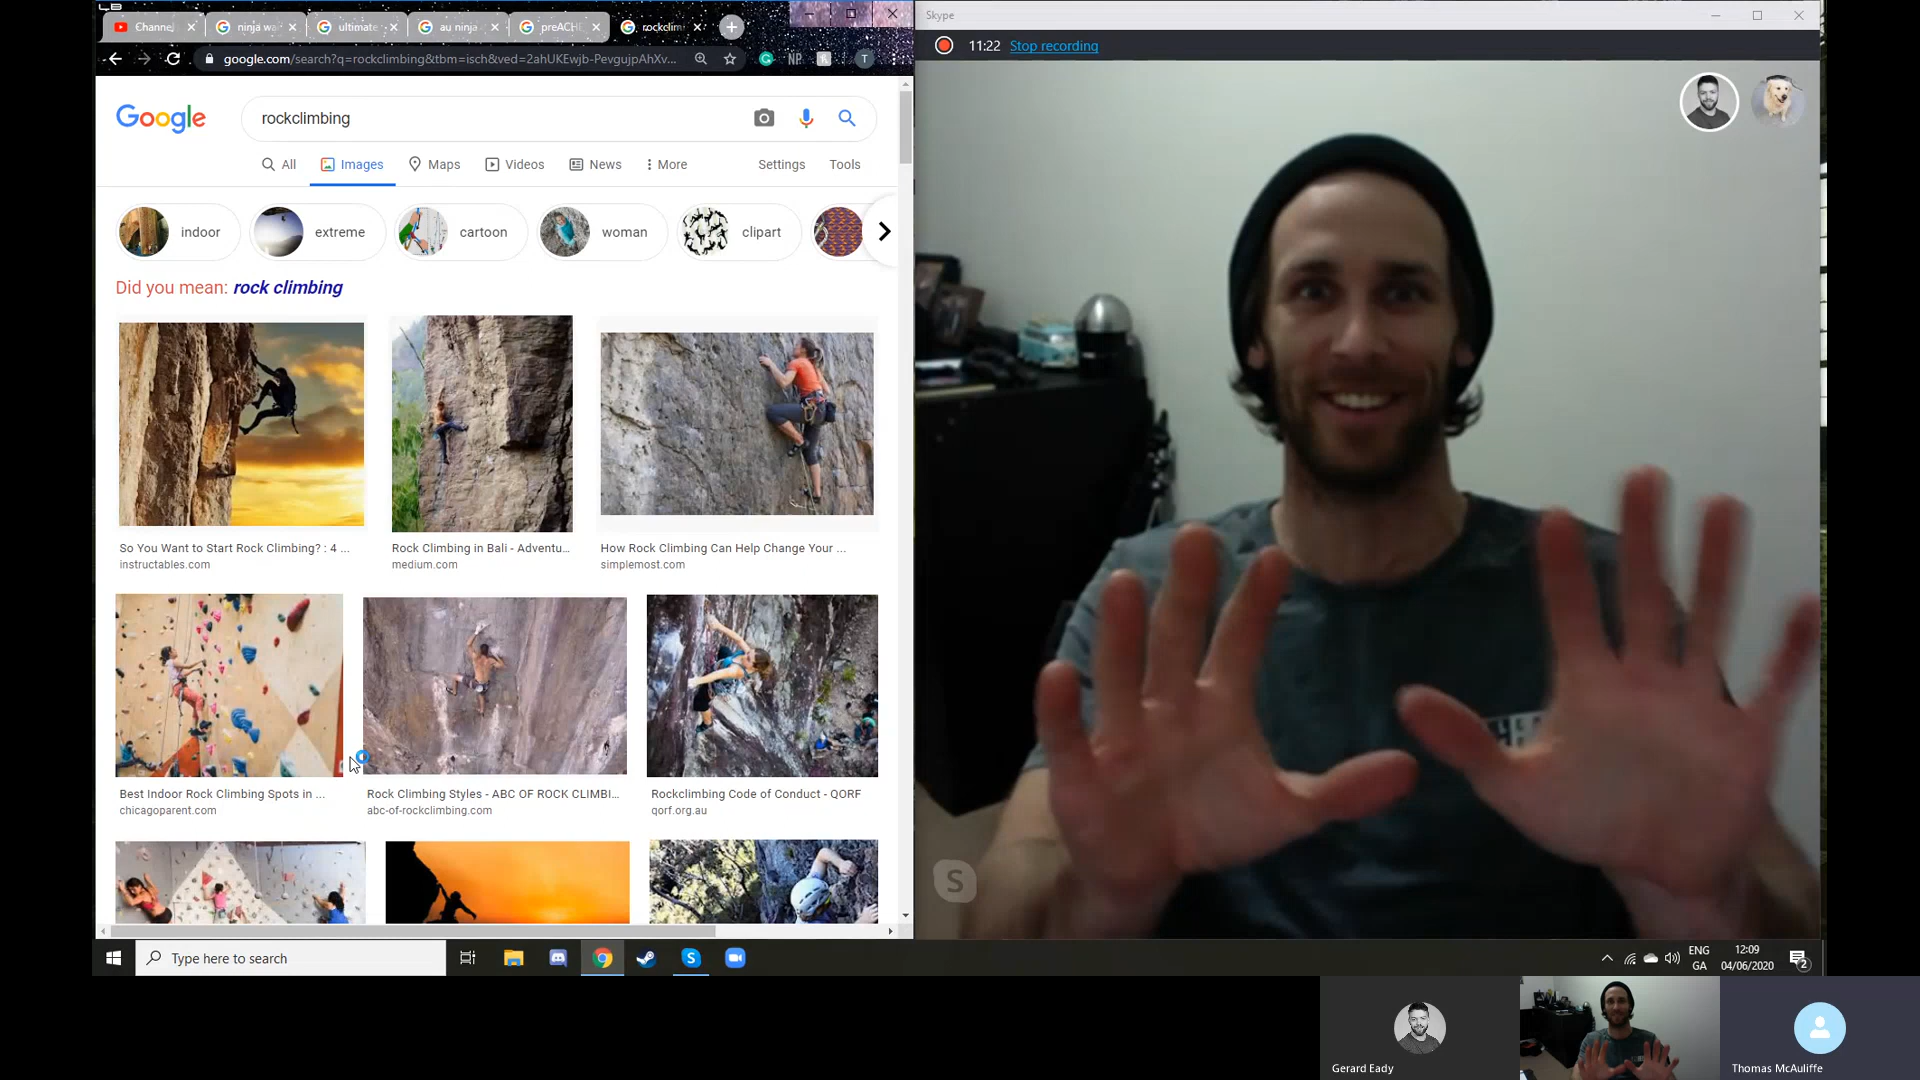 Channel
ninja wa
ultimate
au ninja
preACH
rockclim
google.com/search?q=rockclimbing&tbm=isch&ved=2ahUKEwjb-PevgujpAhXv...
NP
T
Google
rockclimbing
All
Images
Maps
Videos
News
More
Settings
Tools
indoor
extreme
cartoon
woman
clipart
Did you mean: rock climbing
So You Want to Start Rock Climbing? : 4 ...
instructables.com
Rock Climbing in Bali - Adventu...
medium.com
How Rock Climbing Can Help Change Your ...
simplemost.com
Best Indoor Rock Climbing Spots in ...
chicagoparent.com
Rock Climbing Styles - ABC OF ROCK CLIMBI...
abc-of-rockclimbing.com
Rockclimbing Code of Conduct - QORF
qorf.org.au
Skype
11:22 Stop recording
S
Type here to search
ENG
GA
12:09
04/06/2020
2
Gerard Eady
Thomas McAuliffe